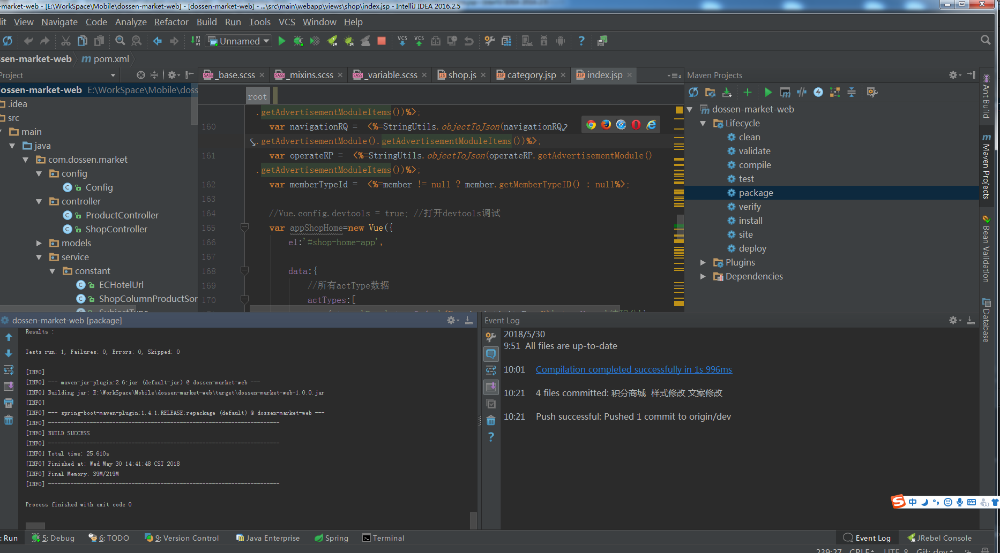 -market-web] - [E:\WorkSpace\Mobile\dossen-market-web] - [dossen-market-web] - ...\src\main\webapp\views\shop\index.jsp - IntelliJ IDEA 2016.2.5
View Navigate Code Analyze Refactor Build Run Tools VCS Window Help
Unnamed
ssen-market-web pom.xml
Project
_base.scss _mixins.scss _variable.scss shop.js category.jsp index.jsp
Maven Projects
ossen-market-web E:\WorkSpace\Mobile\doss
.idea
src
main
java
com.dossen.market
config
Config
controller
ProductController
ShopController
models
service
constant
ECHotelUrl
ShopColumnProductSor
SubjectType
root
.getAdvertisementModuleItems())%>;
160 var navigationRQ = <%=StringUtils.objectToJson(navigationRQ
.getAdvertisementModule().getAdvertisementModuleItems())%>;
161 var operateRP = <%=StringUtils.objectToJson(operateRP.getAdvertisementModule()
.getAdvertisementModuleItems())%>;
162 var memberTypeId = <%=member != null ? member.getMemberTypeID() : null%>;
163
164 //Vue.config.devtools = true; //打开devtools调试
165 var appShopHome=new Vue({
166 el:'#shop-home-app',
167
168 data:{
169 //所有actType数据
170 actTypes:[
dossen-market-web
Lifecycle
clean
validate
compile
test
package
verify
install
site
deploy
Plugins
Dependencies
Ant Build
Maven Projects
Bean Validation
Database
dossen-market-web [package]
Results :
Tests run: 1, Failures: 0, Errors: 0, Skipped: 0
[INFO]
[INFO] --- maven-jar-plugin:2.6:jar (default-jar) @ dossen-market-web ---
[INFO] Building jar: E:\WorkSpace\Mobile\dossen-market-web\target\dossen-market-web-1.0.0.jar
[INFO]
[INFO] --- spring-boot-maven-plugin:1.4.1.RELEASE:repackage (default) @ dossen-market-web ---
[INFO] ------------------------------------------------------------------------
[INFO] BUILD SUCCESS
[INFO] ------------------------------------------------------------------------
[INFO] Total time: 25.610s
[INFO] Finished at: Wed May 30 14:41:48 CST 2018
[INFO] Final Memory: 39M/219M
[INFO] ------------------------------------------------------------------------
Process finished with exit code 0
Event Log
2018/5/30
9:51 All files are up-to-date
10:01 Compilation completed successfully in 1s 996ms
10:21 4 files committed: 积分商城 样式修改 文案修改
10:21 Push successful: Pushed 1 commit to origin/dev
中
: Run 5: Debug 6: TODO 9: Version Control Java Enterprise Spring Terminal Event Log JRebel Console
239:27 CRLF UTF-8 Git: dev